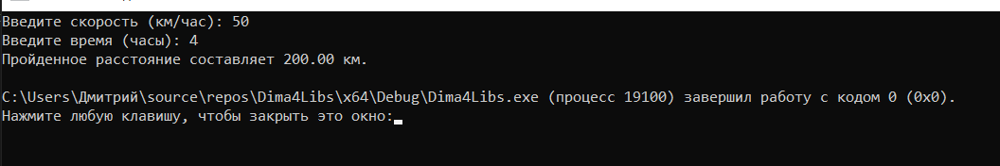 Введите скорость (км/час): 50
Введите время (часы): 4
Пройденное расстояние составляет 200.00 км.
C:\Users\Дмитрий\source\repos\Dima4Libs\x64\Debug\Dima4Libs.exe (процесс 19100) завершил работу с кодом 0 (0x0).
Нажмите любую клавишу, чтобы закрыть это окно: